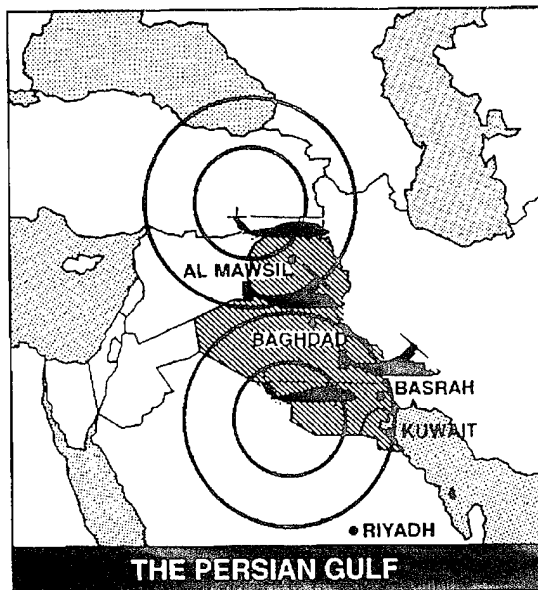 AL MAWSIL
BAGHDAD
BASRAH
KUWAIT
RIYADH
THE PERSIAN GULF